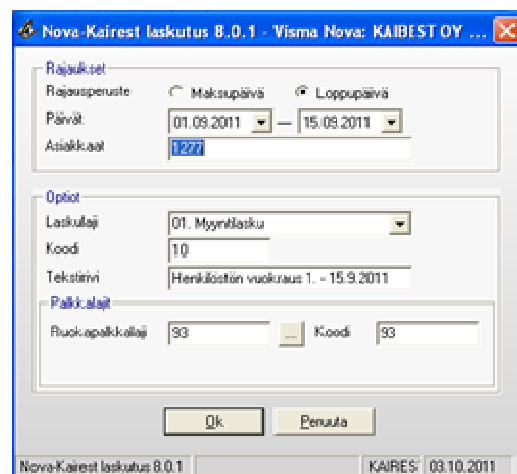 Nova-Kairest laskutus 8.0.1 - 'Visma Nova: KAIBEST OY ...
Rajaukset
Rajausperuste Maksupäivä Loppupäivä
Päivät 01.09.2011 — 15.09.2011
Asiakkaat 1277
Optiot
Laskullaji 01. Myyntilasku
Koodi 10
Tekstirivi Henkilöstön vuokraus 1. - 15.9.2011
Palkkalajit
Ruokapalkkalaji 93 ... Koodi 93
Ok Peruuta
Nova-Kairest laskutus 8.0.1 KAIRES: 03.10.2011